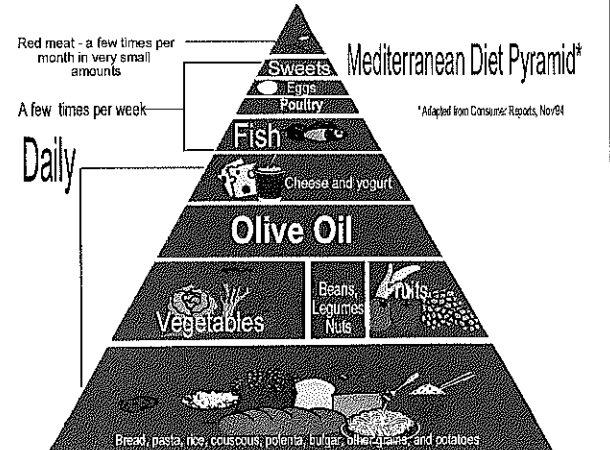 Mediterranean Diet Pyramid*
*Adapted from Consumer Reports, Nov'94
Red meat - a few times per
month in very small
amounts
Sweets
Eggs
Poultry
A few times per week
Fish
Daily
Cheese and yogurt
Olive Oil
Vegetables
Beans,
Legumes
Nuts
Fruits
Bread, pasta, rice, couscous, polenta, bulgar, other grains, and potatoes